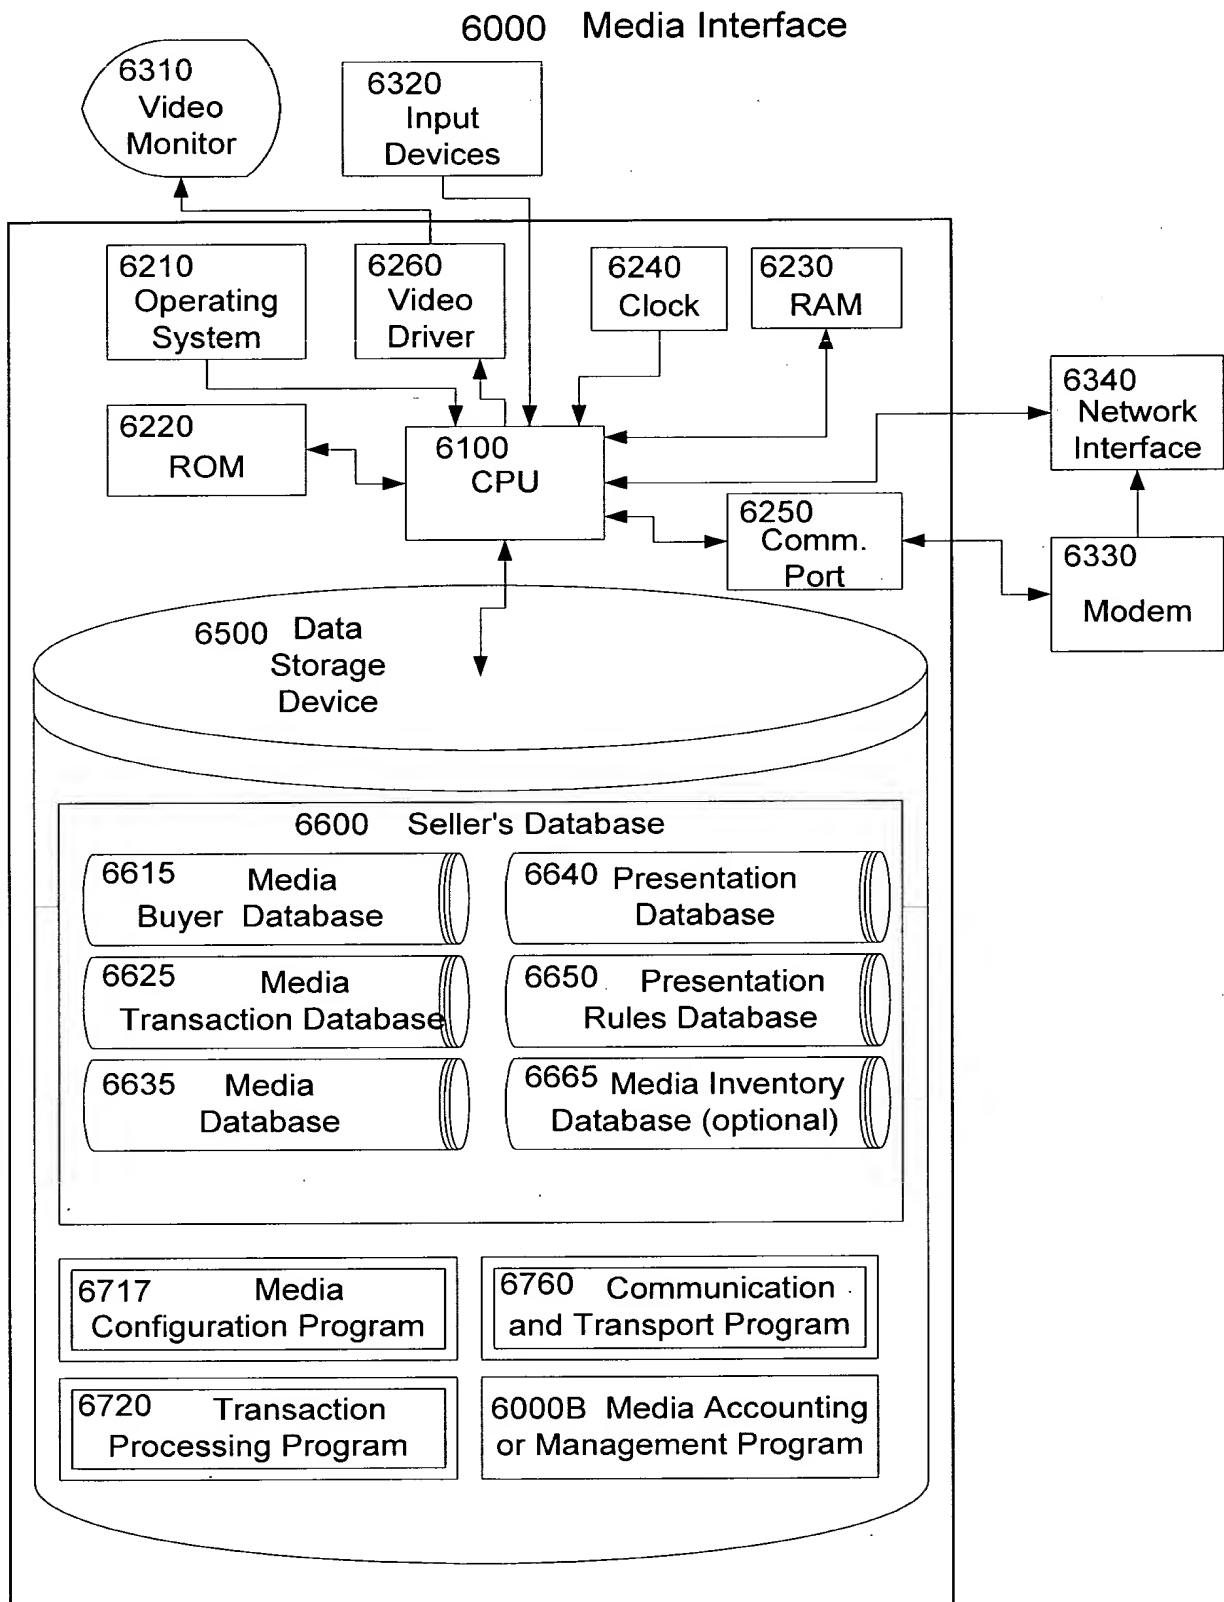 6000 Media Interface
6310
Video
Monitor
6320
Input
Devices
6210
Operating
System
6260
Video
Driver
6240
Clock
6230
RAM
6340
Network
Interface
6220
ROM
6100
CPU
6250
Comm.
Port
6330
Modem
6500 Data
Storage
Device
6600 Seller's Database
6615 Media
Buyer Database
6640 Presentation
Database
6625 Media
Transaction Database
6650 Presentation
Rules Database
6635 Media
Database
6665 Media Inventory
Database (optional)
6717 Media
Configuration Program
6760 Communication
and Transport Program
6720 Transaction
Processing Program
6000B Media Accounting
or Management Program